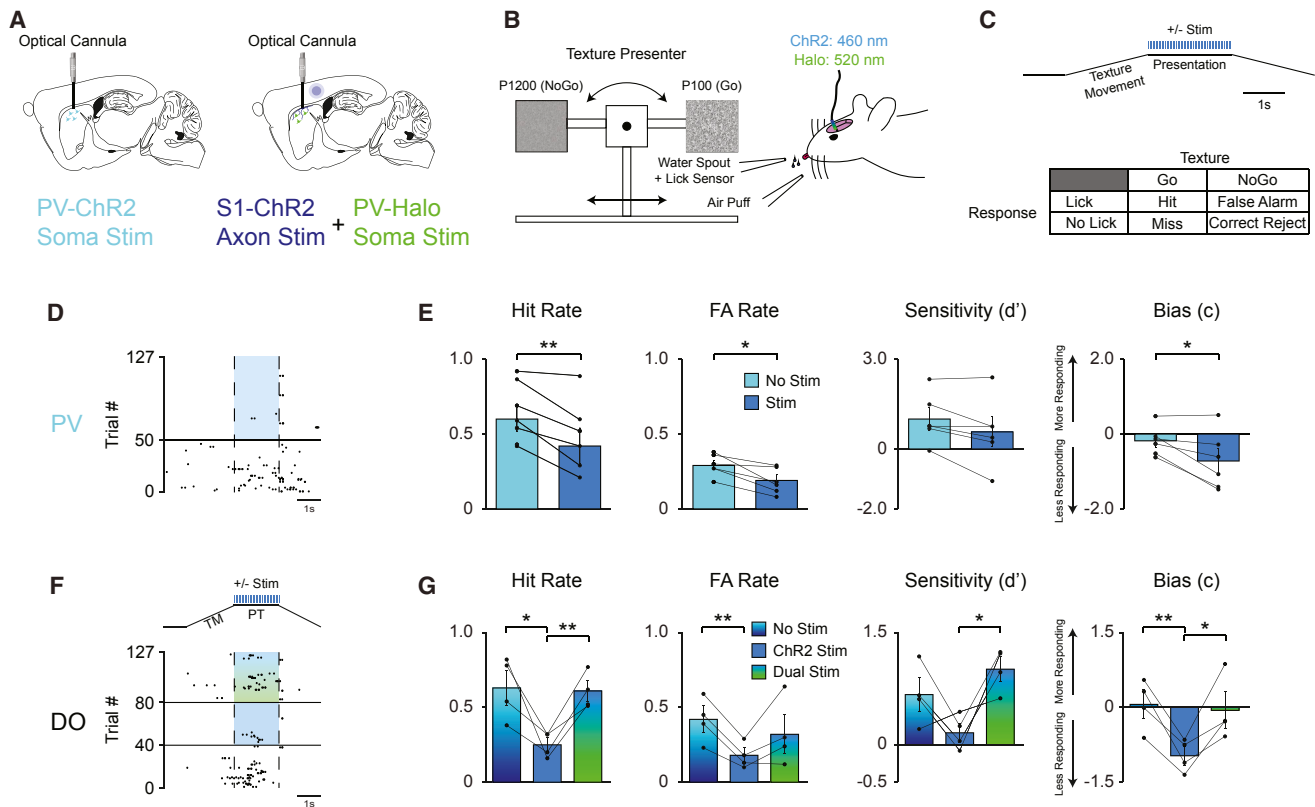 A
Optical Cannula
Optical Cannula
PV-ChR2
Soma Stim
S1-ChR2
Axon Stim
+
PV-Halo
Soma Stim
B
Texture Presenter
P1200 (NoGo)
P100 (Go)
ChR2: 460 nm
Halo: 520 nm
Water Spout
+ Lick Sensor
Air Puff
C
+/- Stim
Texture
Movement
Presentation
1s
Texture
Response
Go NoGo
Lick Hit False Alarm
No Lick Miss Correct Reject
D
PV
Trial #
127
50
0
1s
E
Hit Rate
1.0
0.5
0
**
FA Rate
1.0
0.5
0
*
No Stim
Stim
Sensitivity (d')
3.0
0
-2.0
Bias (c)
Less Responding
More Responding
2.0
0
-2.0
*
F
+/- Stim
TM
PT
DO
Trial #
127
80
40
0
1s
G
Hit Rate
1.0
0.5
0
*
**
FA Rate
1.0
0.5
0
**
No Stim
ChR2 Stim
Dual Stim
Sensitivity (d')
1.5
0
-0.5
*
Bias (c)
Less Responding
More Responding
1.5
0
-1.5
**
*